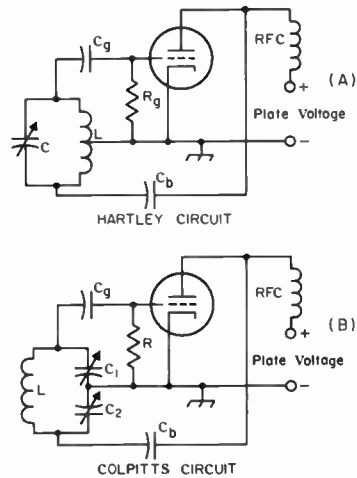 Cg
RFC
(A)
Rg
+
Plate Voltage
C
L
−
Cb
HARTLEY CIRCUIT
Cg
RFC
(B)
R
+
Plate Voltage
L
C1
C2
−
Cb
COLPITTS CIRCUIT